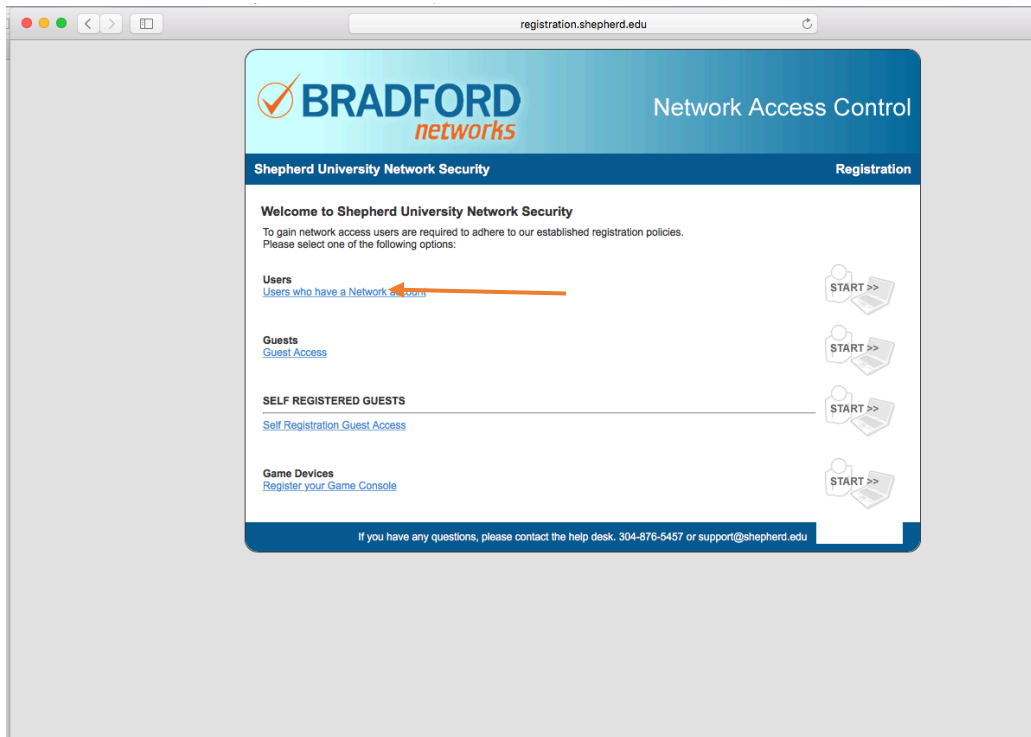 registration.shepherd.edu
BRADFORD
networks
Network Access Control
Shepherd University Network Security
Registration
Welcome to Shepherd University Network Security
To gain network access users are required to adhere to our established registration policies.
Please select one of the following options:
Users
Users who have a Network account
START >>
Guests
Guest Access
START >>
SELF REGISTERED GUESTS
START >>
Self Registration Guest Access
Game Devices
Register your Game Console
START >>
If you have any questions, please contact the help desk. 304-876-5457 or support@shepherd.edu